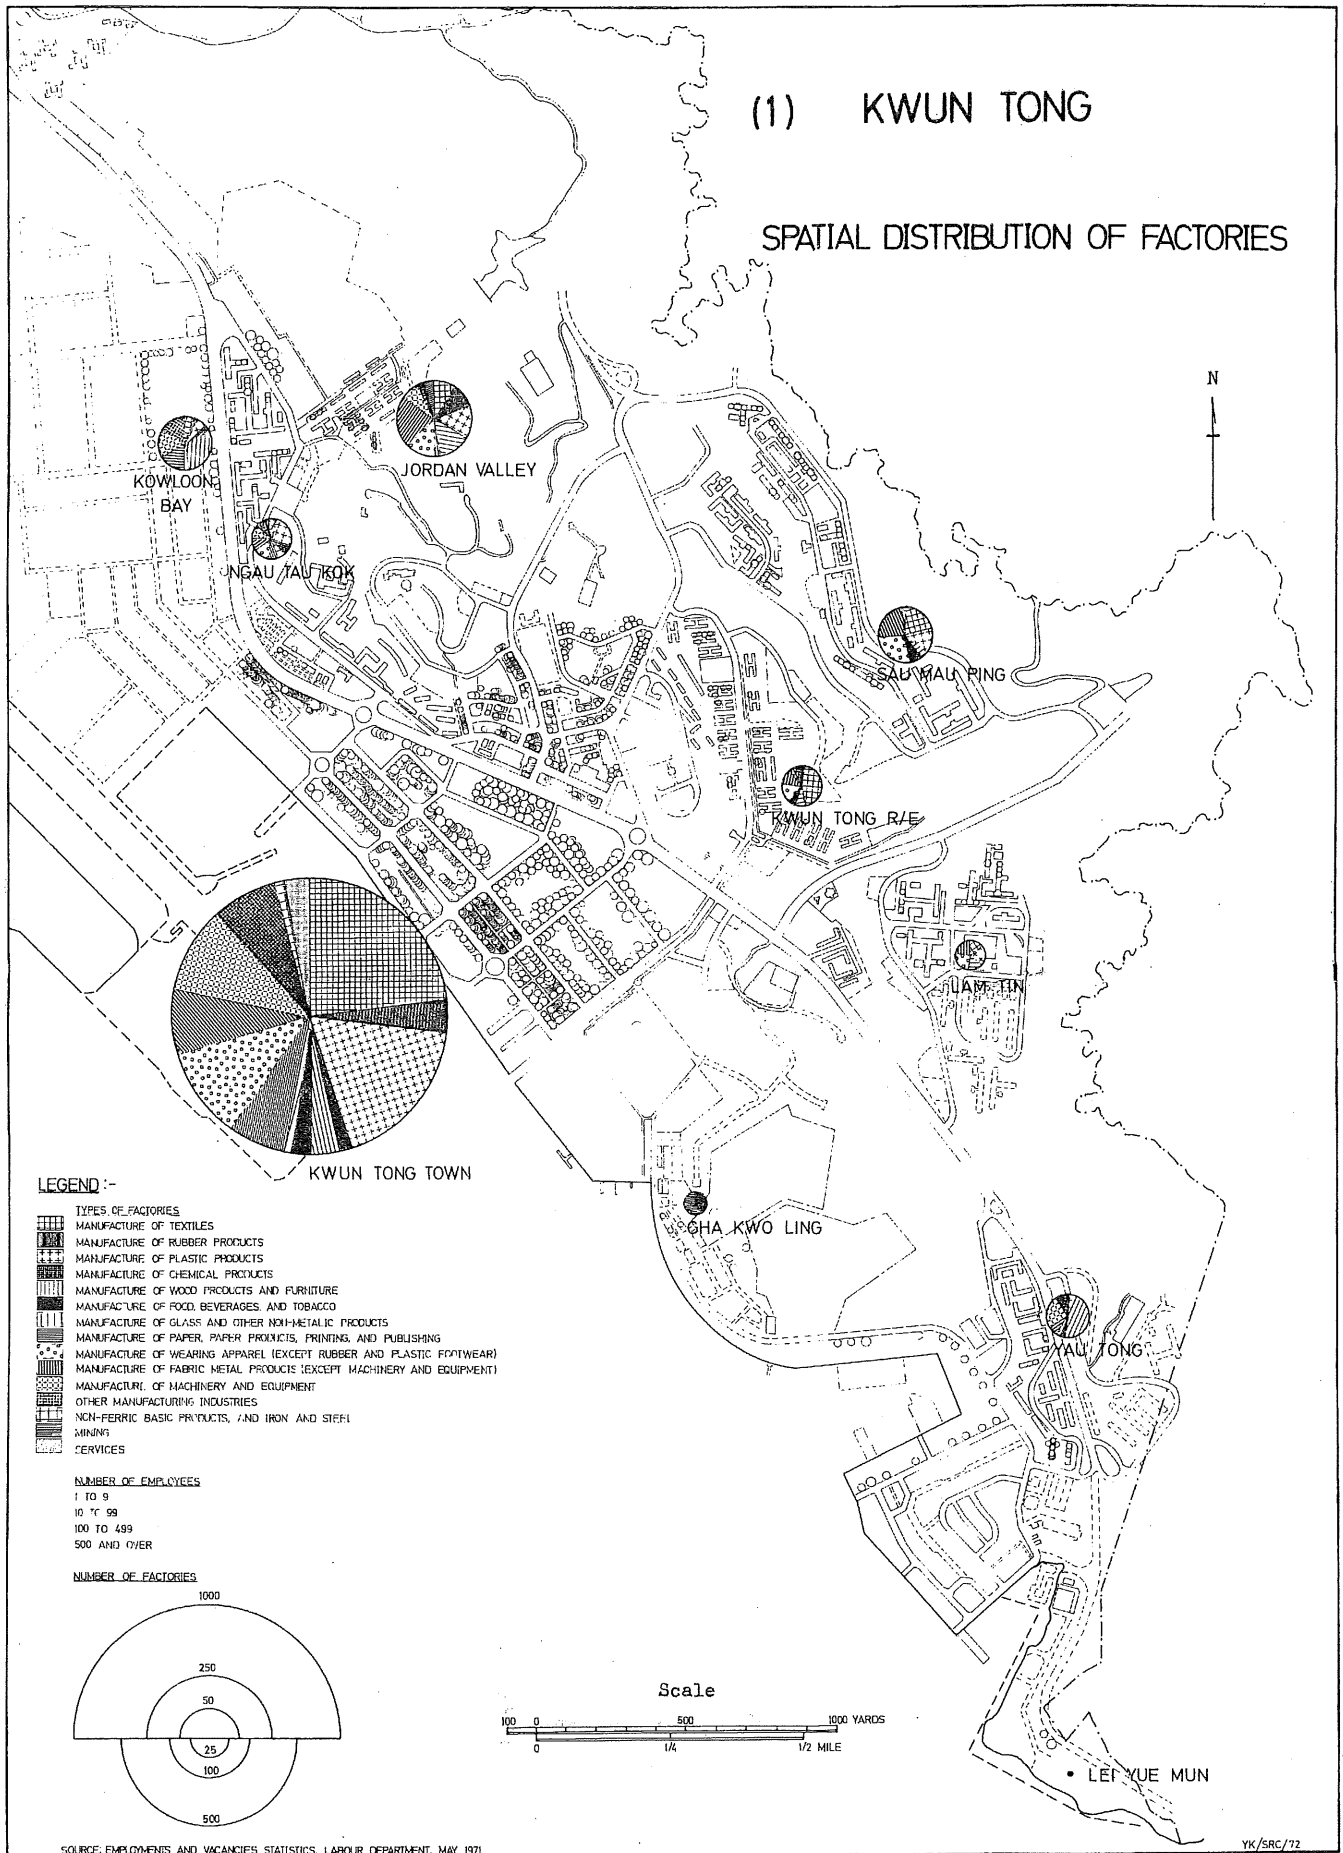 (1) KWUN TONG
SPATIAL DISTRIBUTION OF FACTORIES
N
JORDAN VALLEY
KOWLOON
BAY
NGAU TAU KOK
SAU MAU PING
KWUN TONG R/E
LAM TIN
KWUN TONG TOWN
CHA KWO LING
YAU TONG
LEI YUE MUN
LEGEND :-
TYPES OF FACTORIES
MANUFACTURE OF TEXTILES
MANUFACTURE OF RUBBER PRODUCTS
MANUFACTURE OF PLASTIC PRODUCTS
MANUFACTURE OF CHEMICAL PRODUCTS
MANUFACTURE OF WOOD PRODUCTS AND FURNITURE
MANUFACTURE OF FOOD, BEVERAGES, AND TOBACCO
MANUFACTURE OF GLASS AND OTHER NON-METALIC PRODUCTS
MANUFACTURE OF PAPER, PAPER PRODUCTS, PRINTING, AND PUBLISHING
MANUFACTURE OF WEARING APPAREL (EXCEPT RUBBER AND PLASTIC FOOTWEAR)
MANUFACTURE OF FABRIC METAL PRODUCTS (EXCEPT MACHINERY AND EQUIPMENT)
MANUFACTURE OF MACHINERY AND EQUIPMENT
OTHER MANUFACTURING INDUSTRIES
NON-FERRIC BASIC PRODUCTS, AND IRON AND STEEL
MINING
SERVICES
NUMBER OF EMPLOYEES
1 TO 9
10 TO 99
100 TO 499
500 AND OVER
NUMBER OF FACTORIES
1000
250
50
25
100
500
Scale
100 0 500 1000 YARDS
0 1/4 1/2 MILE
SOURCE: EMPLOYMENTS AND VACANCIES STATISTICS, LABOUR DEPARTMENT, MAY 1971
YK/SRC/72